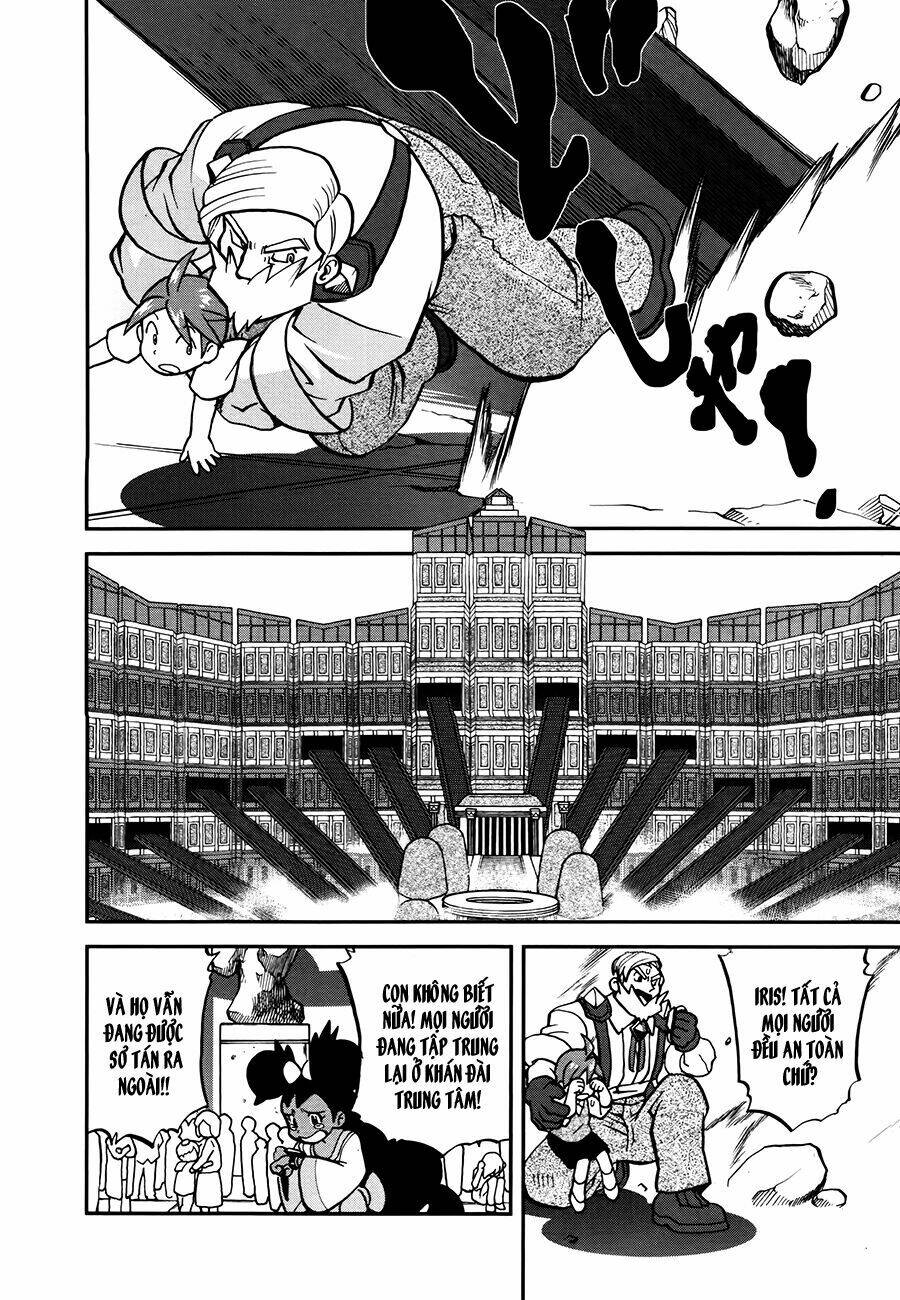 IRIS! TẤT CẢ
MỌI NGƯỜI
ĐỀU AN TOÀN
CHỨ?
CON KHÔNG BIẾT
NỮA! MỌI NGƯỜI
ĐANG TẬP TRUNG
LẠI Ở KHÁN ĐÀI
TRUNG TÂM!
VÀ HỌ VẪN
ĐANG ĐƯỢC
SỞ TÁN RA
NGOÀI!!